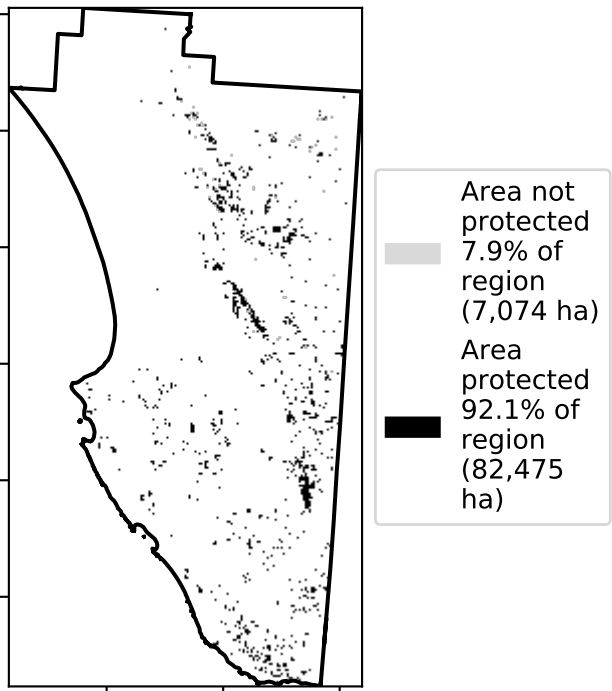 Area not
protected
7.9% of
region
(7,074 ha)
Area
protected
92.1% of
region
(82,475
ha)